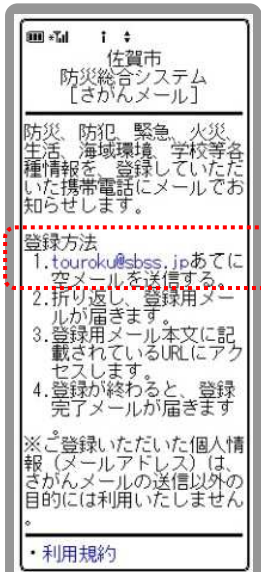 佐賀市
防災総合システム
[さがんメール]
防災、防犯、緊急、火災、
生活、海域環境、学校等各
種情報を、登録していただ
いた携帯電話にメールでお
知らせします。
登録方法
1.touroku@sbss.jpあてに
空メールを送信する。
2.折り返し、登録用メー
ルが届きます。
3.登録用メール本文に記
載されているURLにアク
セスします。
4.登録が終わると、登録
完了メールが届きます
。
※ご登録いただいた個人情
報（メールアドレス）は、
さがんメールの送信以外の
目的には利用いたしません
。
・利用規約